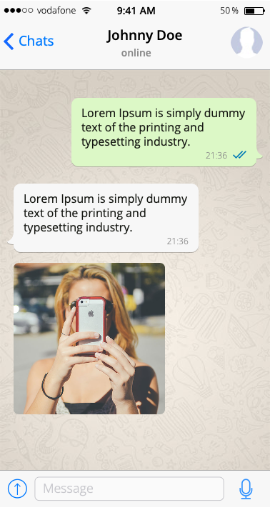 vodafone 9:41 AM 50 %
Chats Johnny Doe
online
Lorem Ipsum is simply dummy
text of the printing and
typesetting industry.
21:36
Lorem Ipsum is simply dummy
text of the printing and
typesetting industry.
21:36
Message